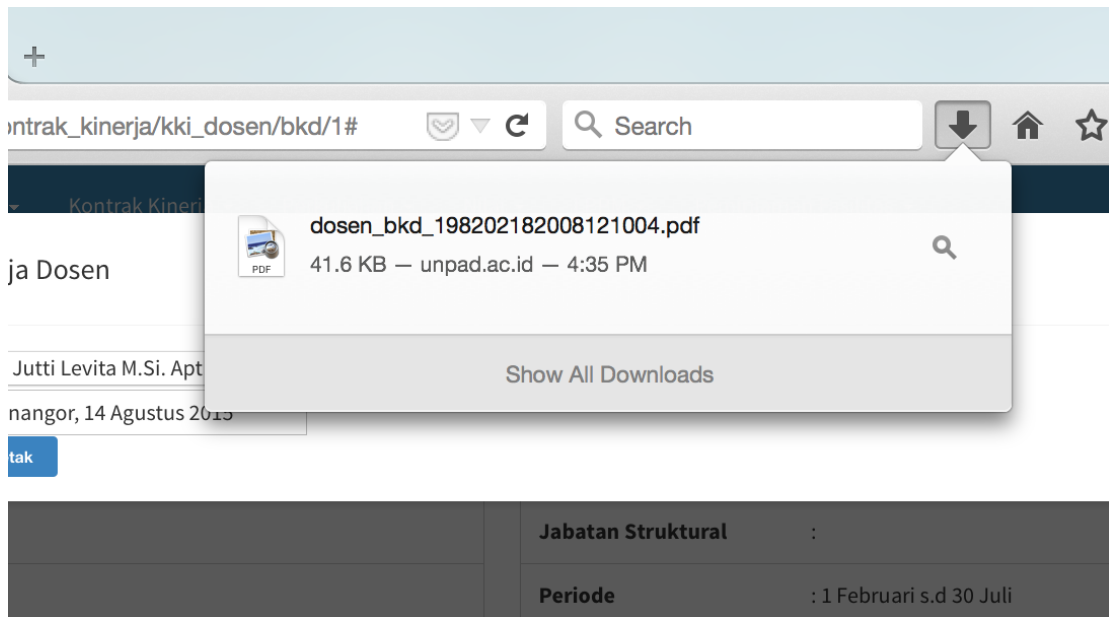 ontrak_kinerja/kki_dosen/bkd/1#
Search
Kontrak Kineri
dosen_bkd_198202182008121004.pdf
PDF
41.6 KB — unpad.ac.id — 4:35 PM
ja Dosen
Show All Downloads
Jutti Levita M.Si. Apt
nangor, 14 Agustus 2015
tak
Jabatan Struktural :
Periode : 1 Februari s.d 30 Juli